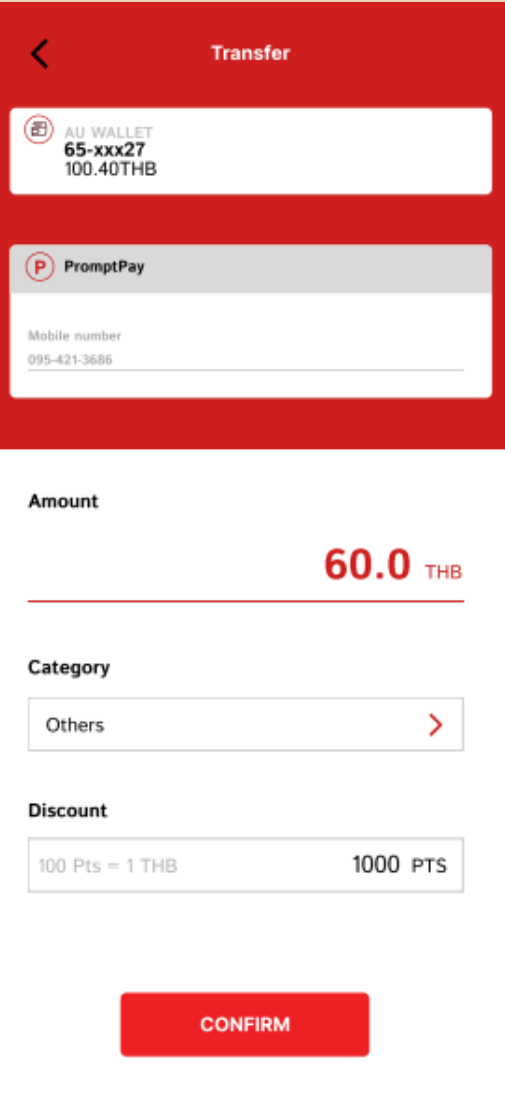 Transfer
AU WALLET
65-xxx27
100.40THB
P PromptPay
Mobile number
095-421-3686
Amount
60.0 THB
Category
Others
Discount
100 Pts = 1 THB 1000 PTS
CONFIRM